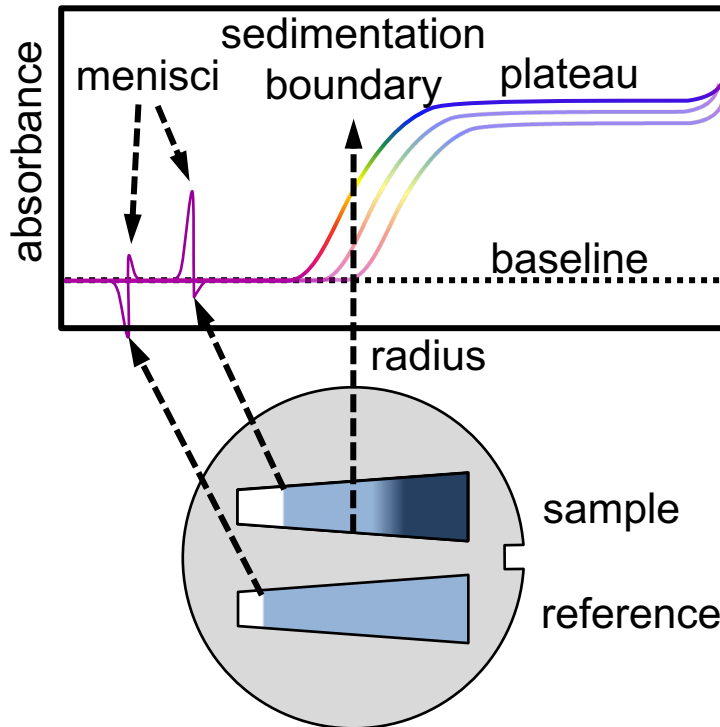 sedimentation
boundary
menisci
plateau
absorbance
baseline
radius
sample
reference